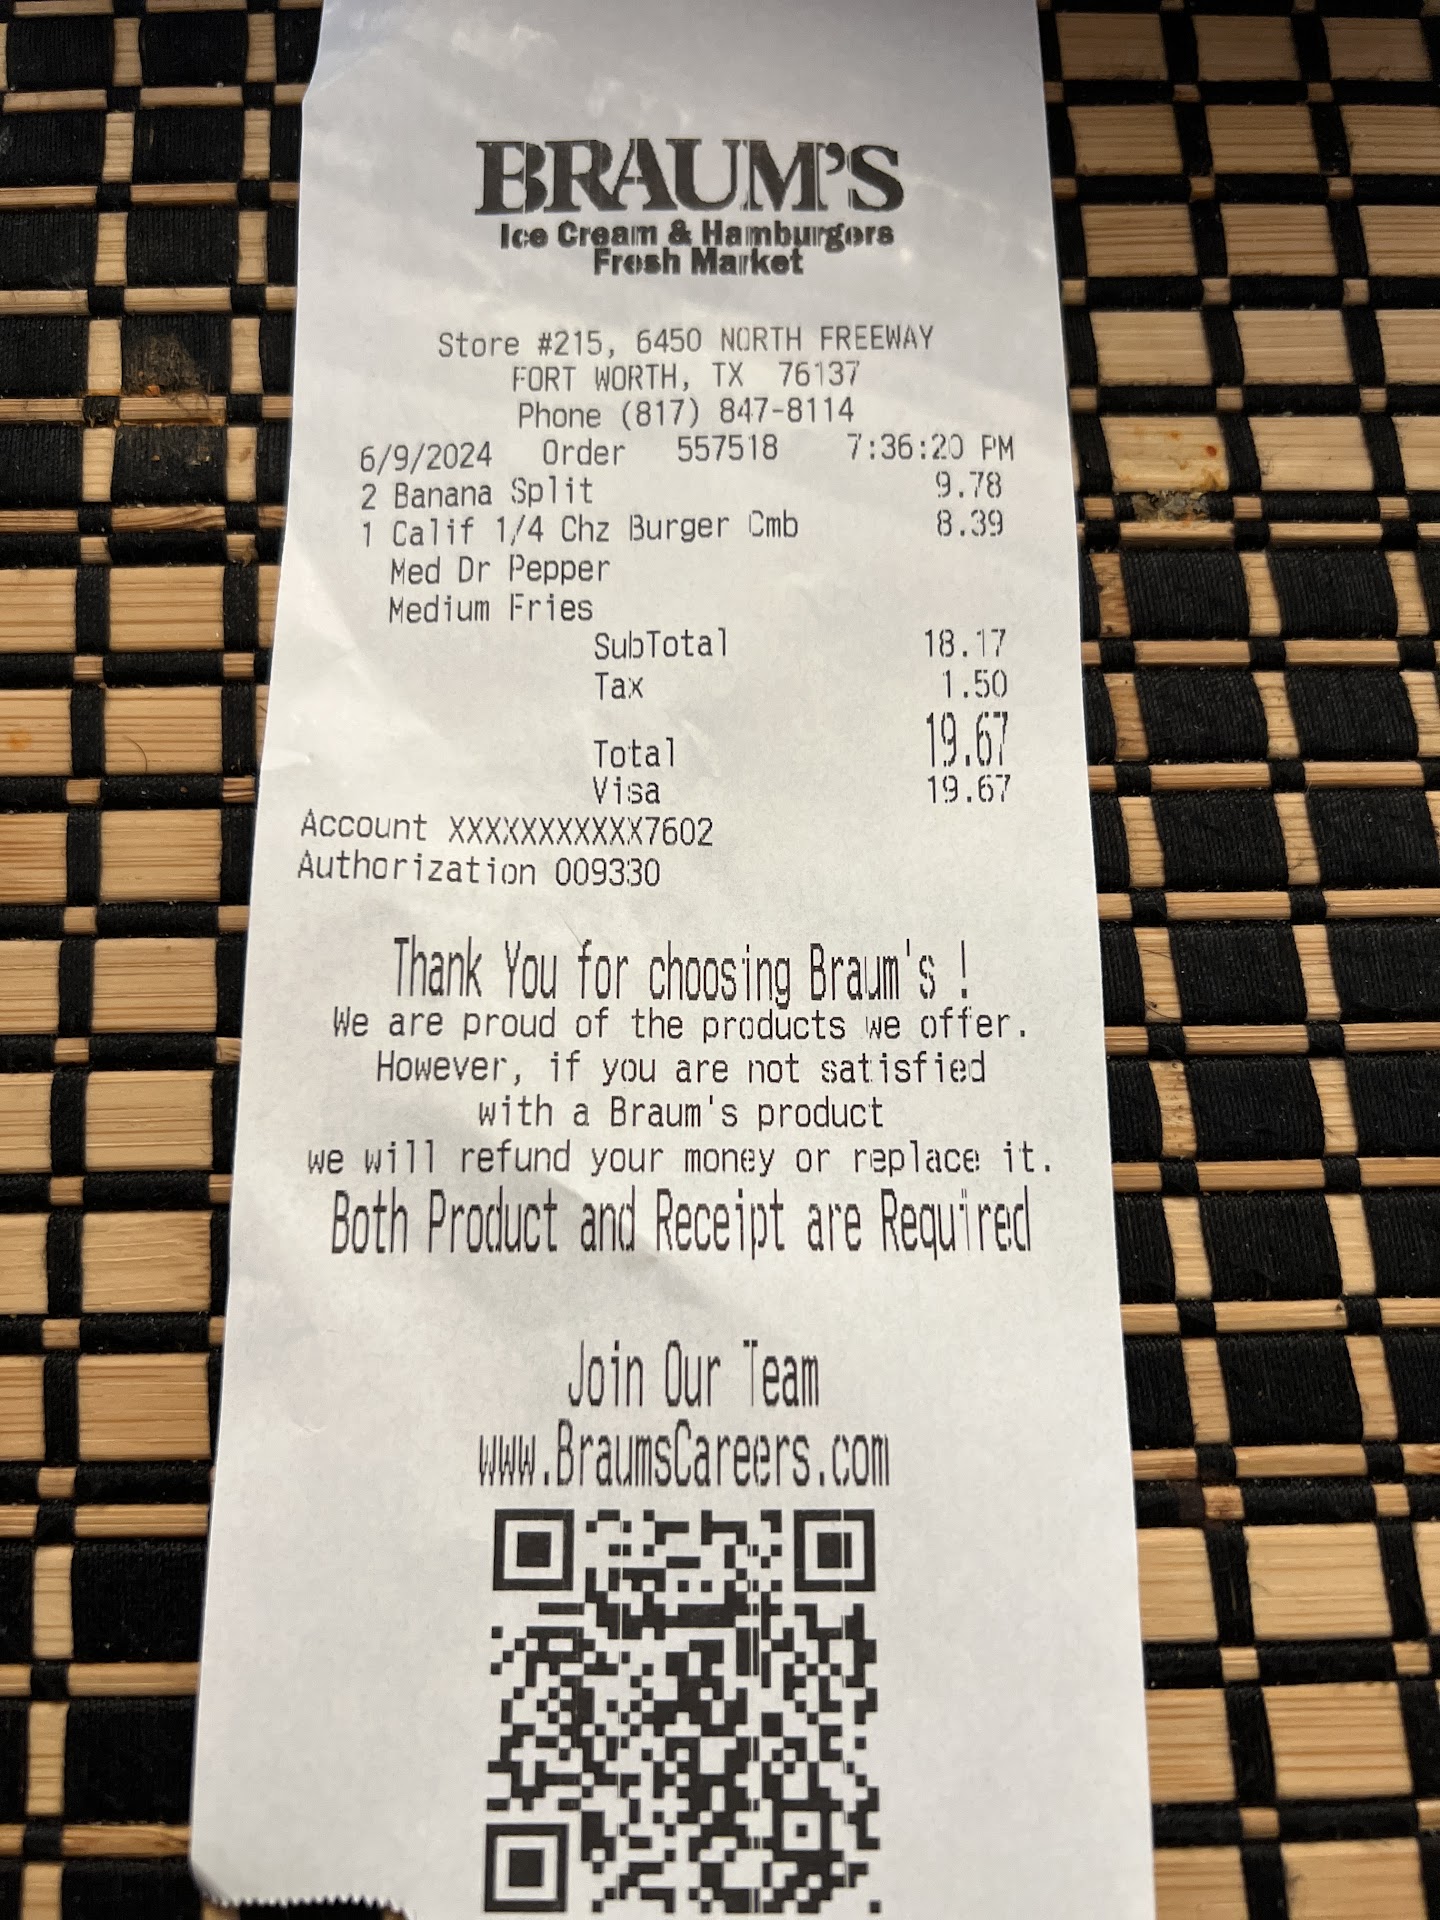 BRAUM'S
Ice Cream & Hamburgers
Fresh Market
Store #215, 6450 NORTH FREEWAY
FORT WORTH, TX 76137
Phone (817) 847-8114
6/9/2024 Order 557518 7:36:20 PM
2 Banana Split 9.78
1 Calif 1/4 Chz Burger Cmb 8.39
Med Dr Pepper
Medium Fries
SubTotal 18.17
Tax 1.50
Total 19.67
Visa 19.67
Account XXXXXXXXXXXX7602
Authorization 009330
Thank You for choosing Braum's !
We are proud of the products we offer.
However, if you are not satisfied
with a Braum's product
we will refund your money or replace it.
Both Product and Receipt are Required
Join Our Team
www.BraumsCareers.com